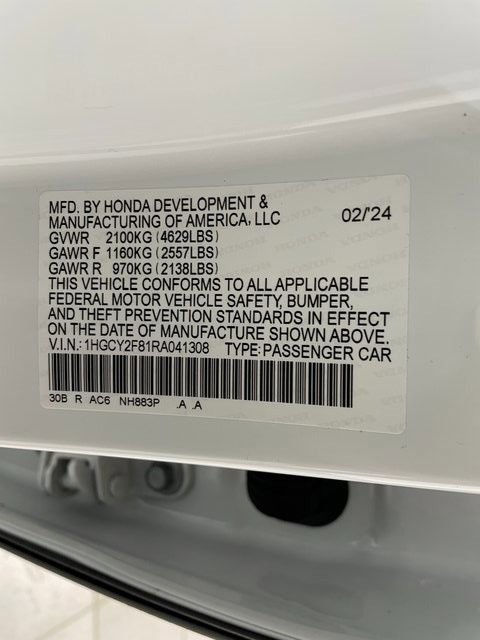 MFD. BY HONDA DEVELOPMENT &
MANUFACTURING OF AMERICA, LLC 02/24
GVWR 2100KG (4629LBS)
GAWR F 1160KG (2557LBS)
GAWR R 970KG (2138LBS)
THIS VEHICLE CONFORMS TO ALL APPLICABLE
FEDERAL MOTOR VEHICLE SAFETY, BUMPER,
AND THEFT PREVENTION STANDARDS IN EFFECT
ON THE DATE OF MANUFACTURE SHOWN ABOVE.
V.I.N.:1HGCY2F81RA041308 TYPE:PASSENGER CAR
30B R AC6 NH883P .A .A